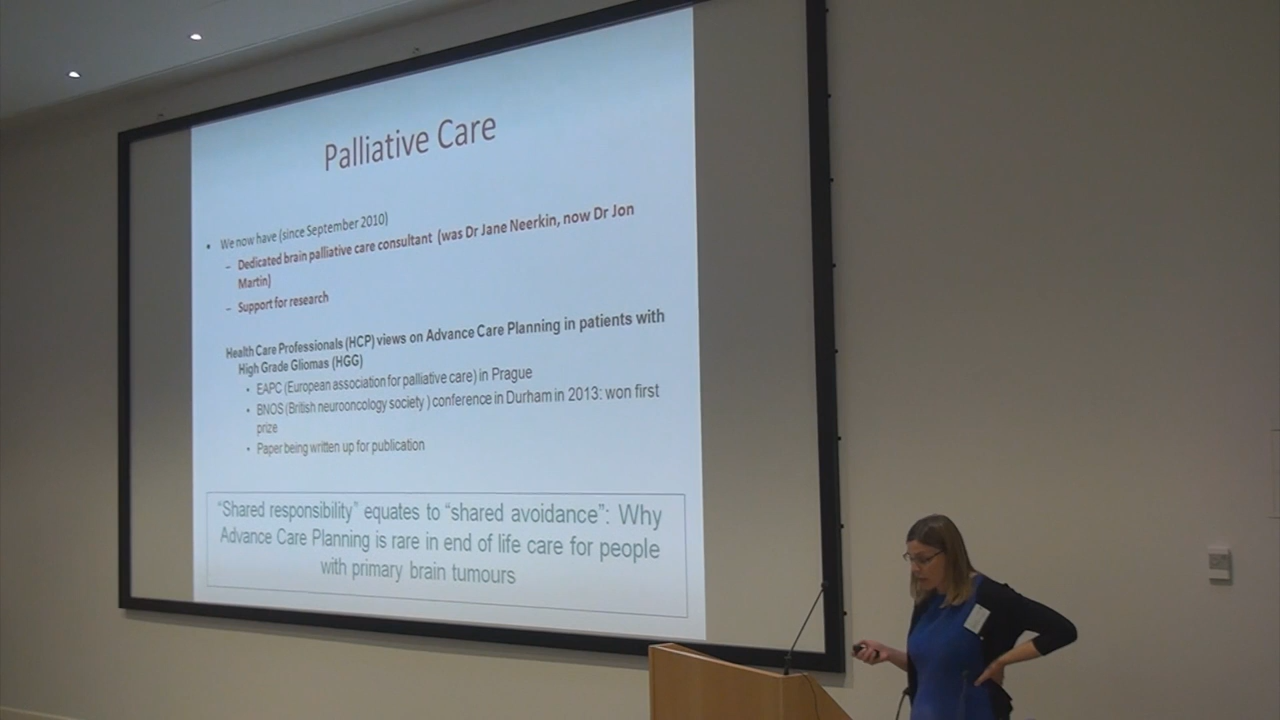 Palliative Care
• We now have (since September 2010)
– Dedicated brain palliative care consultant (was Dr Jane Neerkin, now Dr Jon
Martin)
– Support for research
Health Care Professionals (HCP) views on Advance Care Planning in patients with
High Grade Gliomas (HGG)
• EAPC (European association for palliative care) in Prague
• BNOS (British neurooncology society ) conference in Durham in 2013: won first
prize
• Paper being written up for publication
“Shared responsibility” equates to “shared avoidance”: Why
Advance Care Planning is rare in end of life care for people
with primary brain tumours